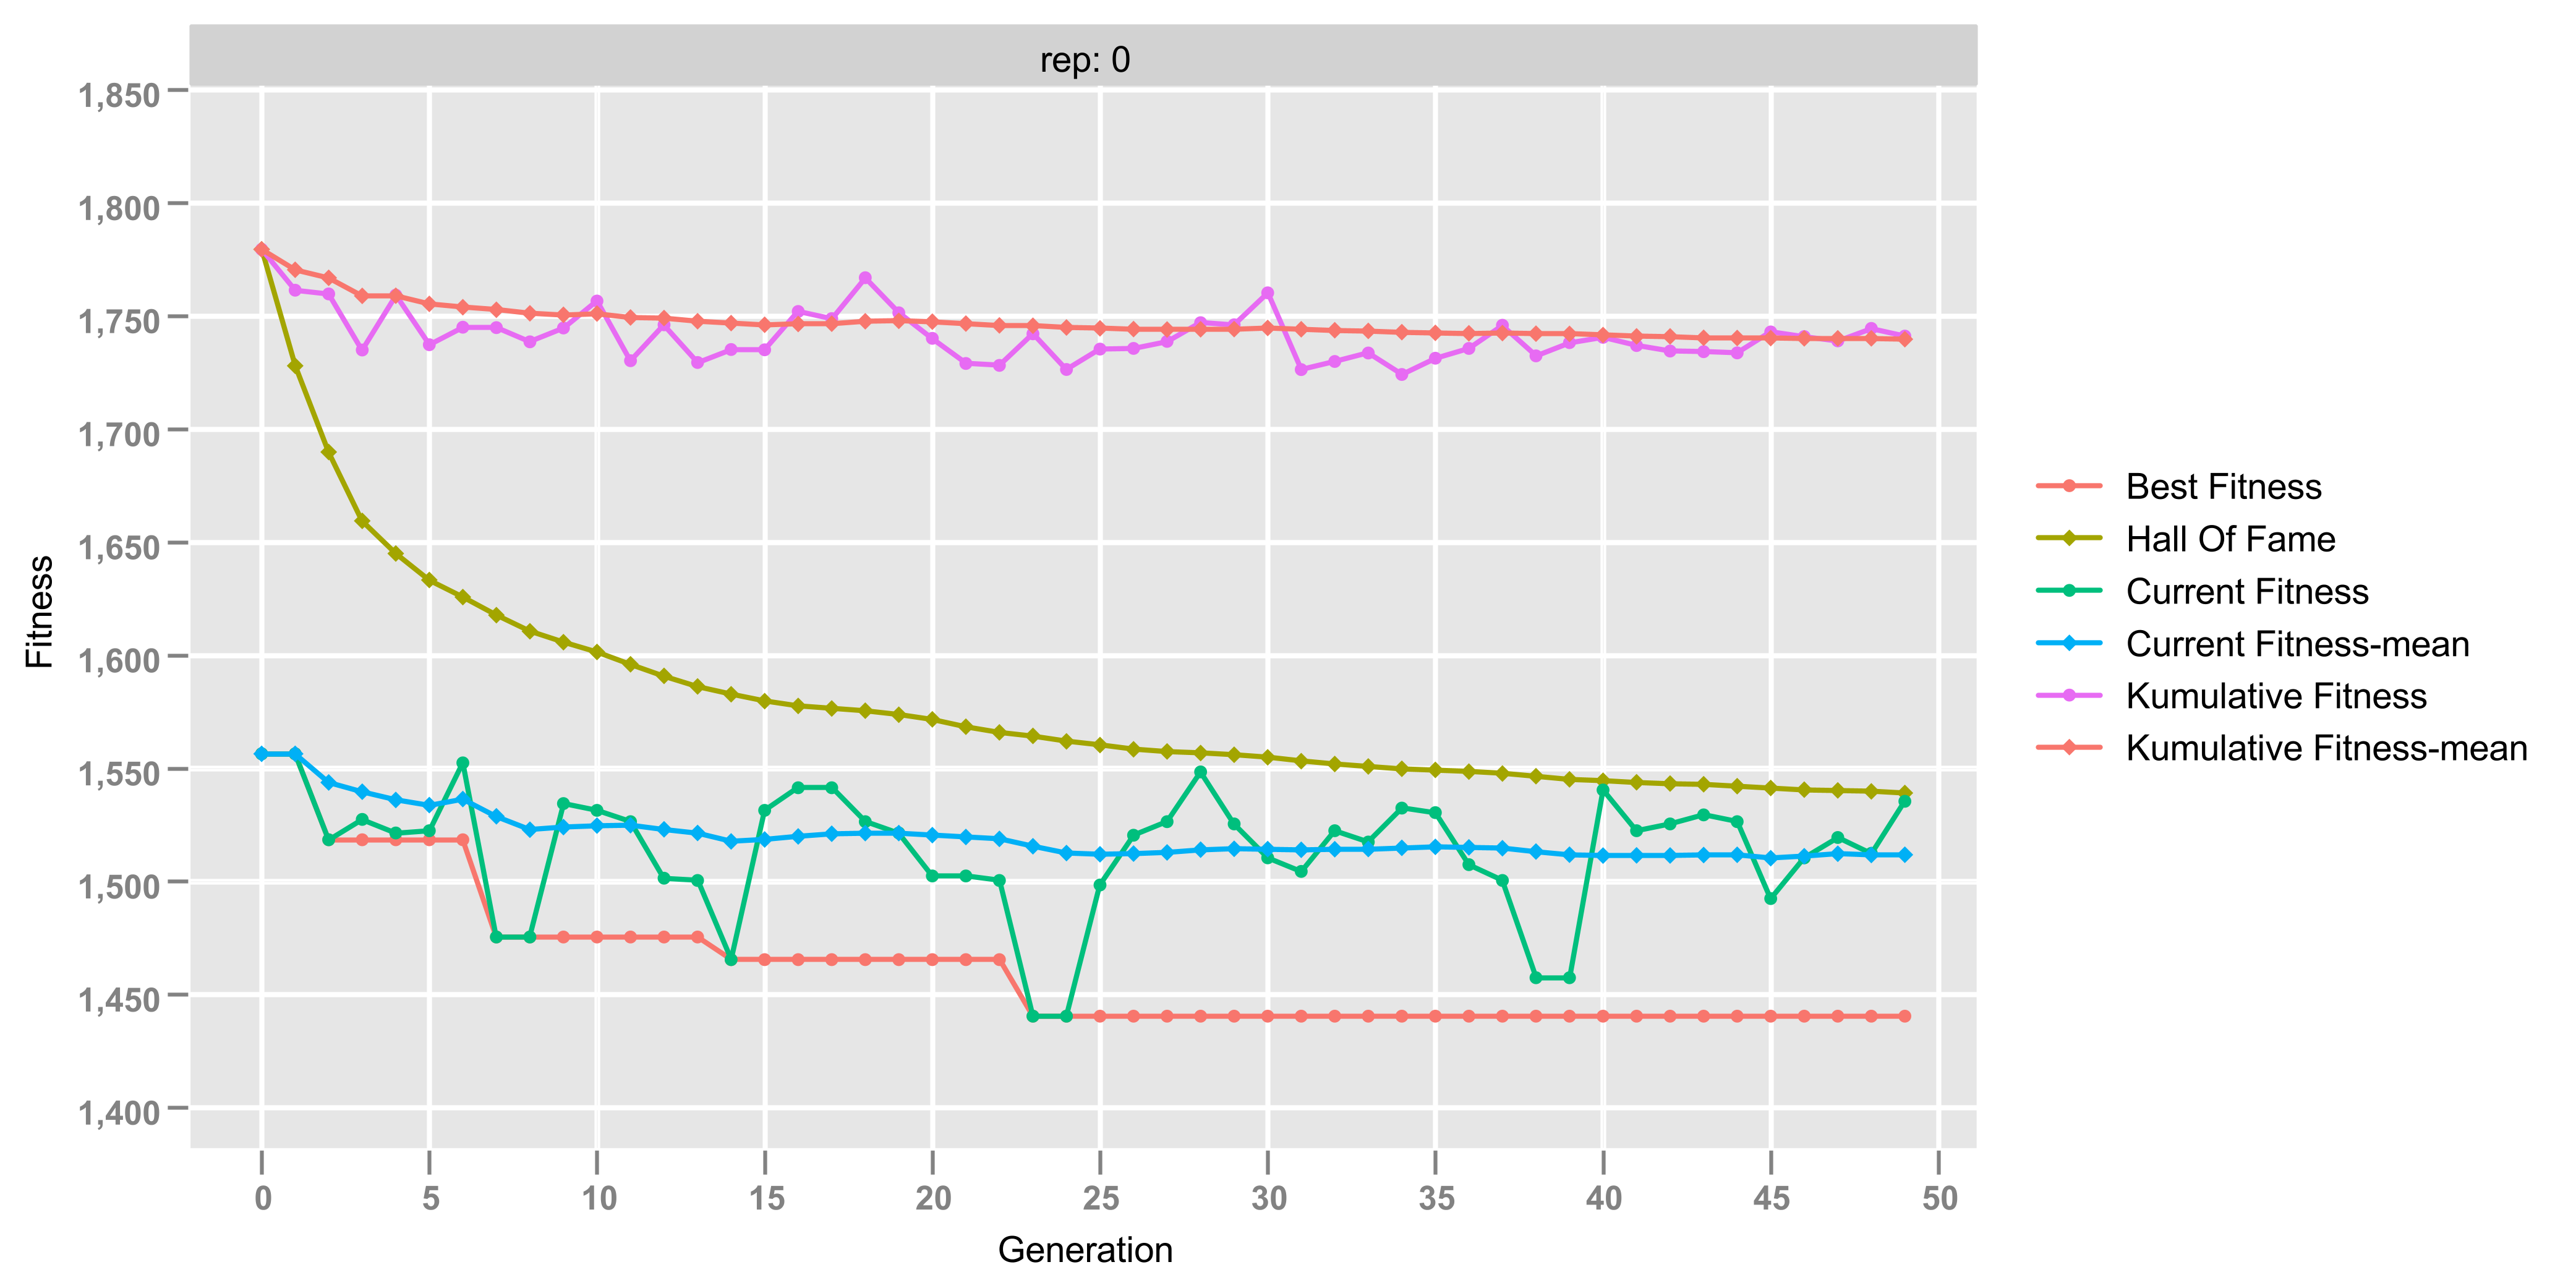 rep: 0
1,850
1,800
1,750
1,700
1,650
1,600
1,550
1,500
1,450
1,400
Fitness
0 5 10 15 20 25 30 35 40 45 50
Generation
Best Fitness
Hall Of Fame
Current Fitness
Current Fitness-mean
Kumulative Fitness
Kumulative Fitness-mean